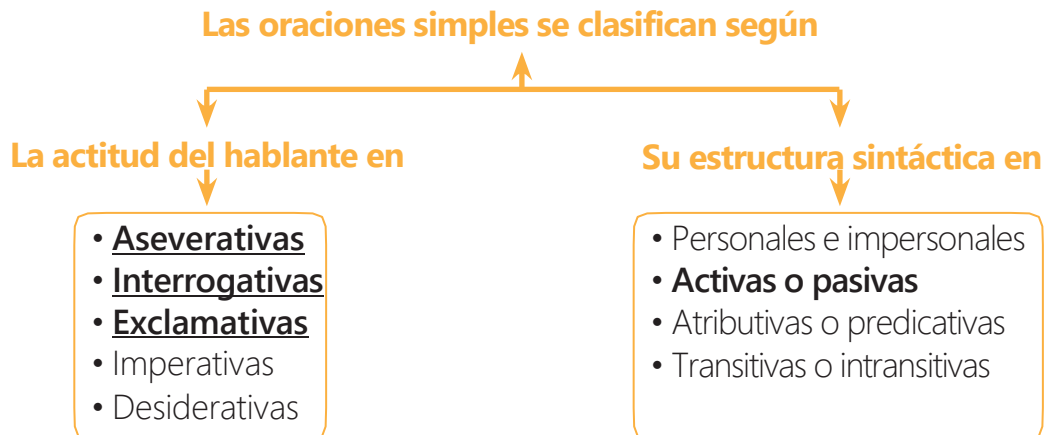 Las oraciones simples se clasifican según
La actitud del hablante en
• Aseverativas
• Interrogativas
• Exclamativas
• Imperativas
• Desiderativas
Su estructura sintáctica en
• Personales e impersonales
• Activas o pasivas
• Atributivas o predicativas
• Transitivas o intransitivas